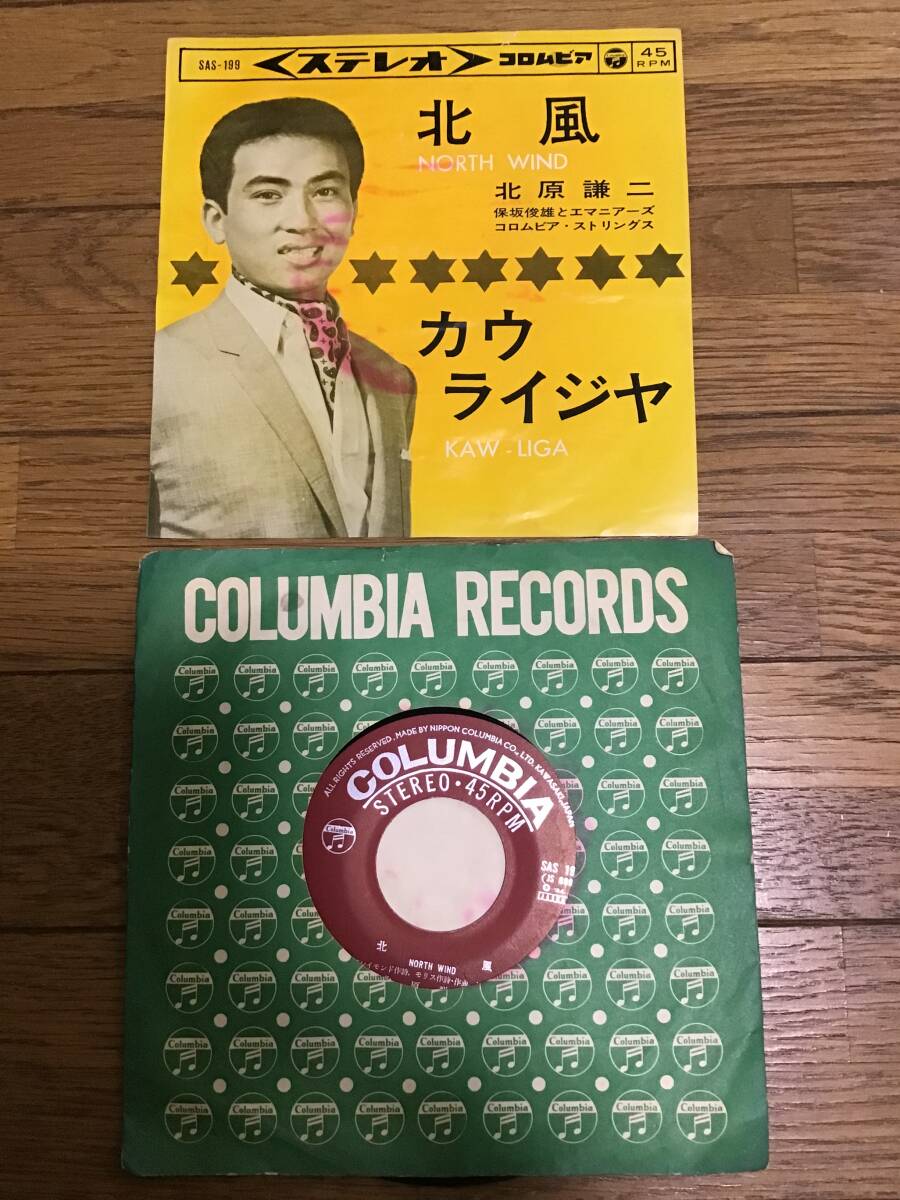 SAS-199
ステレオ
コロムビア
45
RPM
北風
NORTH WIND
北原謙二
保坂俊雄とエマニアーズ
コロムビア・ストリングス
カウ
ライジヤ
KAW-LIGA
COLUMBIA RECORDS
Columbia
ALL RIGHTS RESERVED. MADE BY NIPPON COLUMBIA CO., LTD. KAWASAKI, JAPAN
COLUMBIA
STEREO・45RPM
Columbia
SAS 19
北風
NORTH WIND